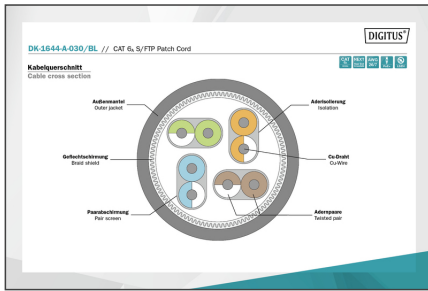 DIGITUS®
DK-1644-A-030/BL // CAT 6A S/FTP Patch Cord
Kabelquerschnitt
Cable cross section
Außenmantel
Outer jacket
Aderisolierung
Isolation
Geflechtschirmung
Braid shield
Cu-Draht
Cu-Wire
Paarabschirmung
Pair screen
Adernpaare
Twisted pair